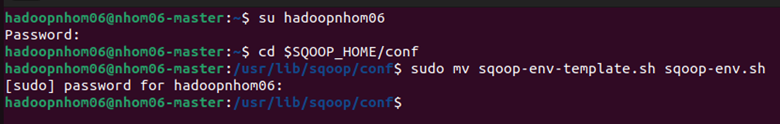 hadoopnhom06@nhom06-master:~$ su hadoopnhom06
Password:
hadoopnhom06@nhom06-master:~$ cd $SQOOP_HOME/conf
hadoopnhom06@nhom06-master:/usr/lib/sqoop/conf$ sudo mv sqoop-env-template.sh sqoop-env.sh
[sudo] password for hadoopnhom06:
hadoopnhom06@nhom06-master:/usr/lib/sqoop/conf$